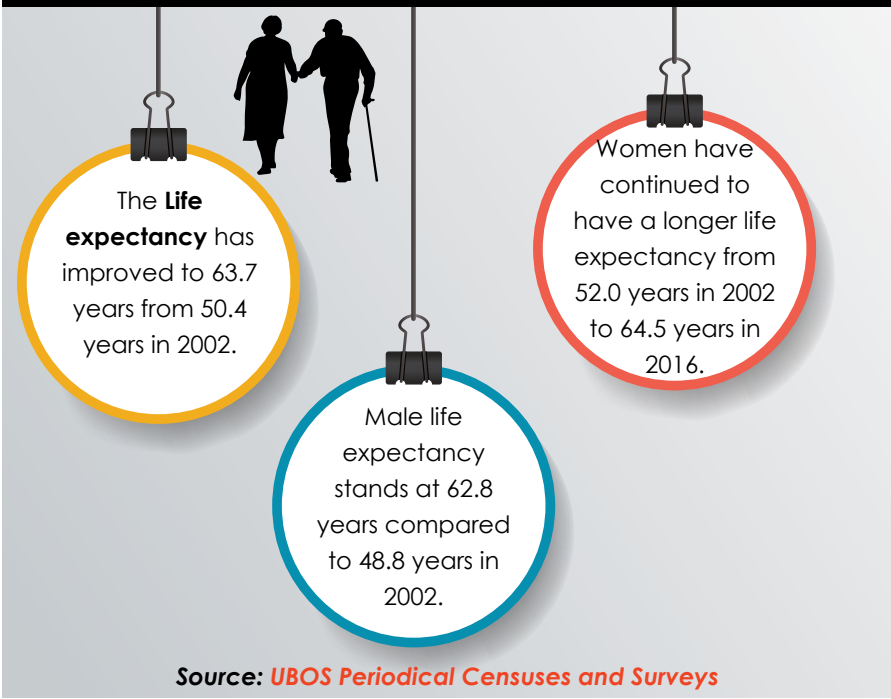 The Life
expectancy has
improved to 63.7
years from 50.4
years in 2002.
Male life
expectancy
stands at 62.8
years compared
to 48.8 years in
2002.
Women have
continued to
have a longer life
expectancy from
52.0 years in 2002
to 64.5 years in
2016.
Source: UBOS Periodical Censuses and Surveys